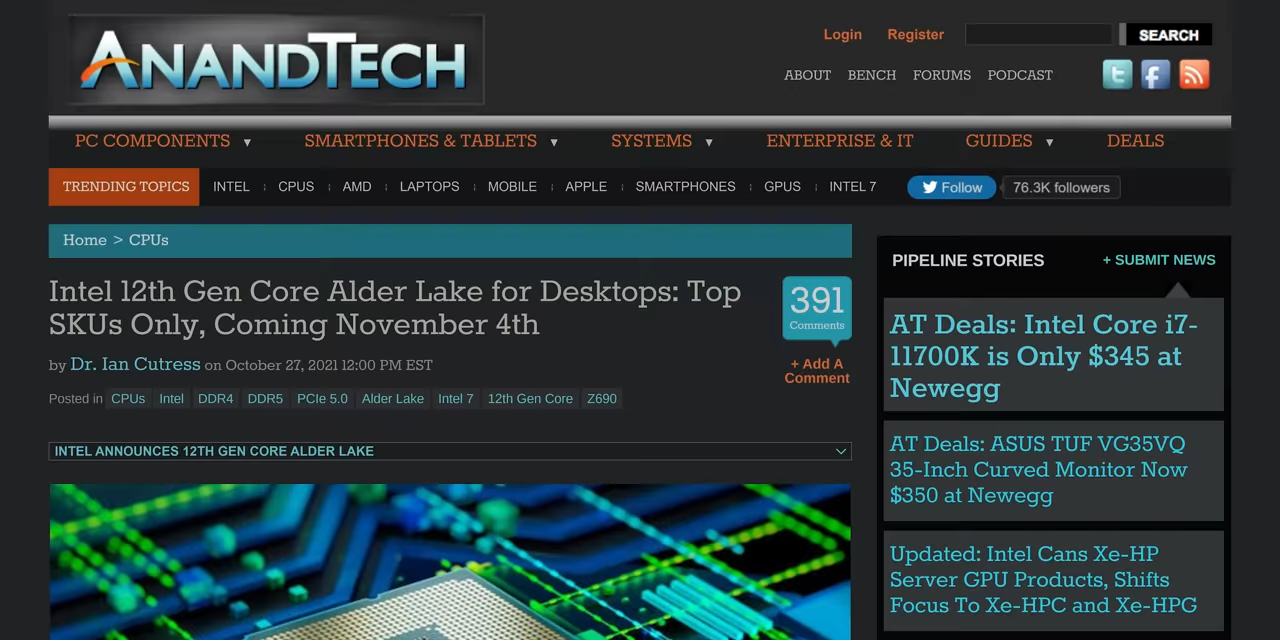 ANANDTECH
Login Register SEARCH
ABOUT BENCH FORUMS PODCAST
PC COMPONENTS ▼ SMARTPHONES & TABLETS ▼ SYSTEMS ▼ ENTERPRISE & IT GUIDES ▼ DEALS
TRENDING TOPICS INTEL CPUS AMD LAPTOPS MOBILE APPLE SMARTPHONES GPUS INTEL 7 Follow 76.3K followers
Home > CPUs
Intel 12th Gen Core Alder Lake for Desktops: Top
SKUs Only, Coming November 4th
by Dr. Ian Cutress on October 27, 2021 12:00 PM EST
Posted in CPUs Intel DDR4 DDR5 PCIe 5.0 Alder Lake Intel 7 12th Gen Core Z690
391
Comments
+ Add A
Comment
INTEL ANNOUNCES 12TH GEN CORE ALDER LAKE
PIPELINE STORIES + SUBMIT NEWS
AT Deals: Intel Core i7-
11700K is Only $345 at
Newegg
AT Deals: ASUS TUF VG35VQ
35-Inch Curved Monitor Now
$350 at Newegg
Updated: Intel Cans Xe-HP
Server GPU Products, Shifts
Focus To Xe-HPC and Xe-HPG